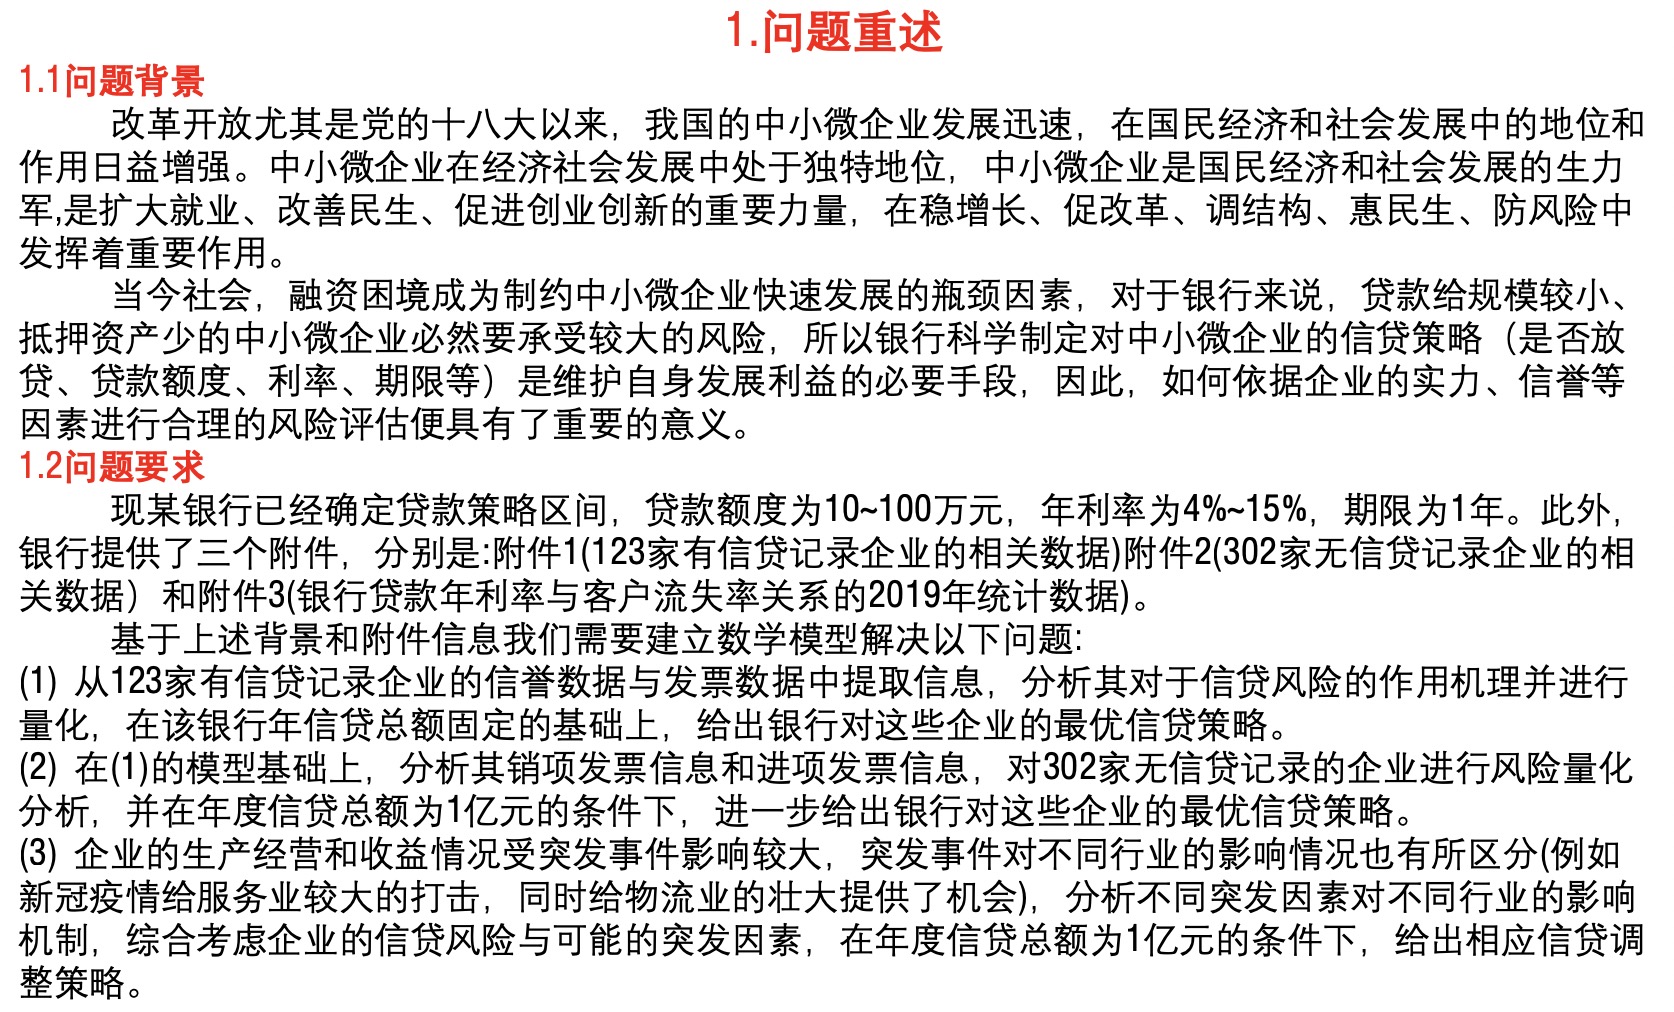 1.问题重述
1.1问题背景
改革开放尤其是党的十八大以来，我国的中小微企业发展迅速，在国民经济和社会发展中的地位和
作用日益增强。中小微企业在经济社会发展中处于独特地位，中小微企业是国民经济和社会发展的生力
军,是扩大就业、改善民生、促进创业创新的重要力量，在稳增长、促改革、调结构、惠民生、防风险中
发挥着重要作用。
当今社会，融资困境成为制约中小微企业快速发展的瓶颈因素，对于银行来说，贷款给规模较小、
抵押资产少的中小微企业必然要承受较大的风险，所以银行科学制定对中小微企业的信贷策略（是否放
贷、贷款额度、利率、期限等）是维护自身发展利益的必要手段，因此，如何依据企业的实力、信誉等
因素进行合理的风险评估便具有了重要的意义。
1.2问题要求
现某银行已经确定贷款策略区间，贷款额度为10~100万元，年利率为4%~15%，期限为1年。此外，
银行提供了三个附件，分别是:附件1(123家有信贷记录企业的相关数据)附件2(302家无信贷记录企业的相
关数据）和附件3(银行贷款年利率与客户流失率关系的2019年统计数据)。
基于上述背景和附件信息我们需要建立数学模型解决以下问题:
(1) 从123家有信贷记录企业的信誉数据与发票数据中提取信息，分析其对于信贷风险的作用机理并进行
量化，在该银行年信贷总额固定的基础上，给出银行对这些企业的最优信贷策略。
(2) 在(1)的模型基础上，分析其销项发票信息和进项发票信息，对302家无信贷记录的企业进行风险量化
分析，并在年度信贷总额为1亿元的条件下，进一步给出银行对这些企业的最优信贷策略。
(3) 企业的生产经营和收益情况受突发事件影响较大，突发事件对不同行业的影响情况也有所区分(例如
新冠疫情给服务业较大的打击，同时给物流业的壮大提供了机会)，分析不同突发因素对不同行业的影响
机制，综合考虑企业的信贷风险与可能的突发因素，在年度信贷总额为1亿元的条件下，给出相应信贷调
整策略。